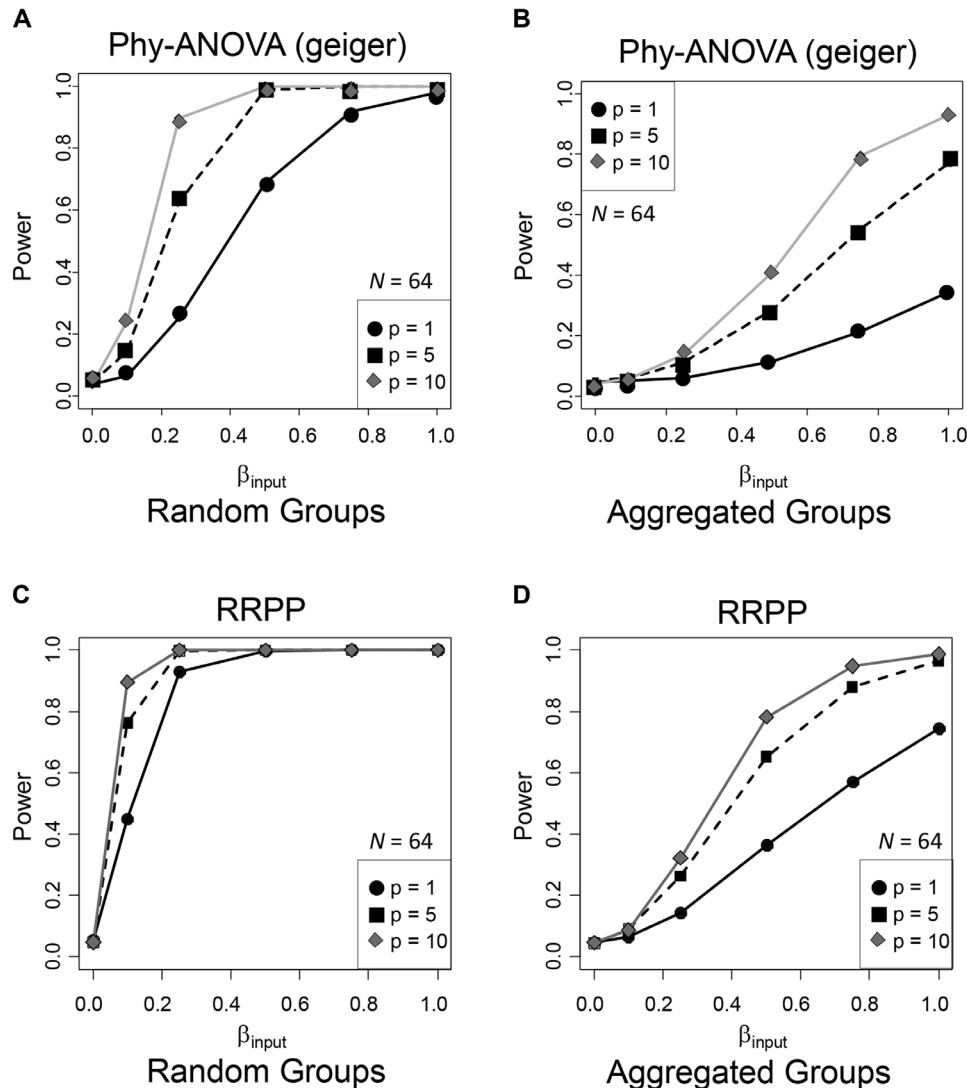 A
Phy-ANOVA (geiger)
Power
0.0 0.2 0.4 0.6 0.8 1.0
N = 64
p = 1
p = 5
p = 10
0.0 0.2 0.4 0.6 0.8 1.0
βinput
Random Groups
B
Phy-ANOVA (geiger)
Power
0.0 0.2 0.4 0.6 0.8 1.0
p = 1
p = 5
p = 10
N = 64
0.0 0.2 0.4 0.6 0.8 1.0
βinput
Aggregated Groups
C
RRPP
Power
0.0 0.2 0.4 0.6 0.8 1.0
N = 64
p = 1
p = 5
p = 10
0.0 0.2 0.4 0.6 0.8 1.0
βinput
Random Groups
D
RRPP
Power
0.0 0.2 0.4 0.6 0.8 1.0
N = 64
p = 1
p = 5
p = 10
0.0 0.2 0.4 0.6 0.8 1.0
βinput
Aggregated Groups